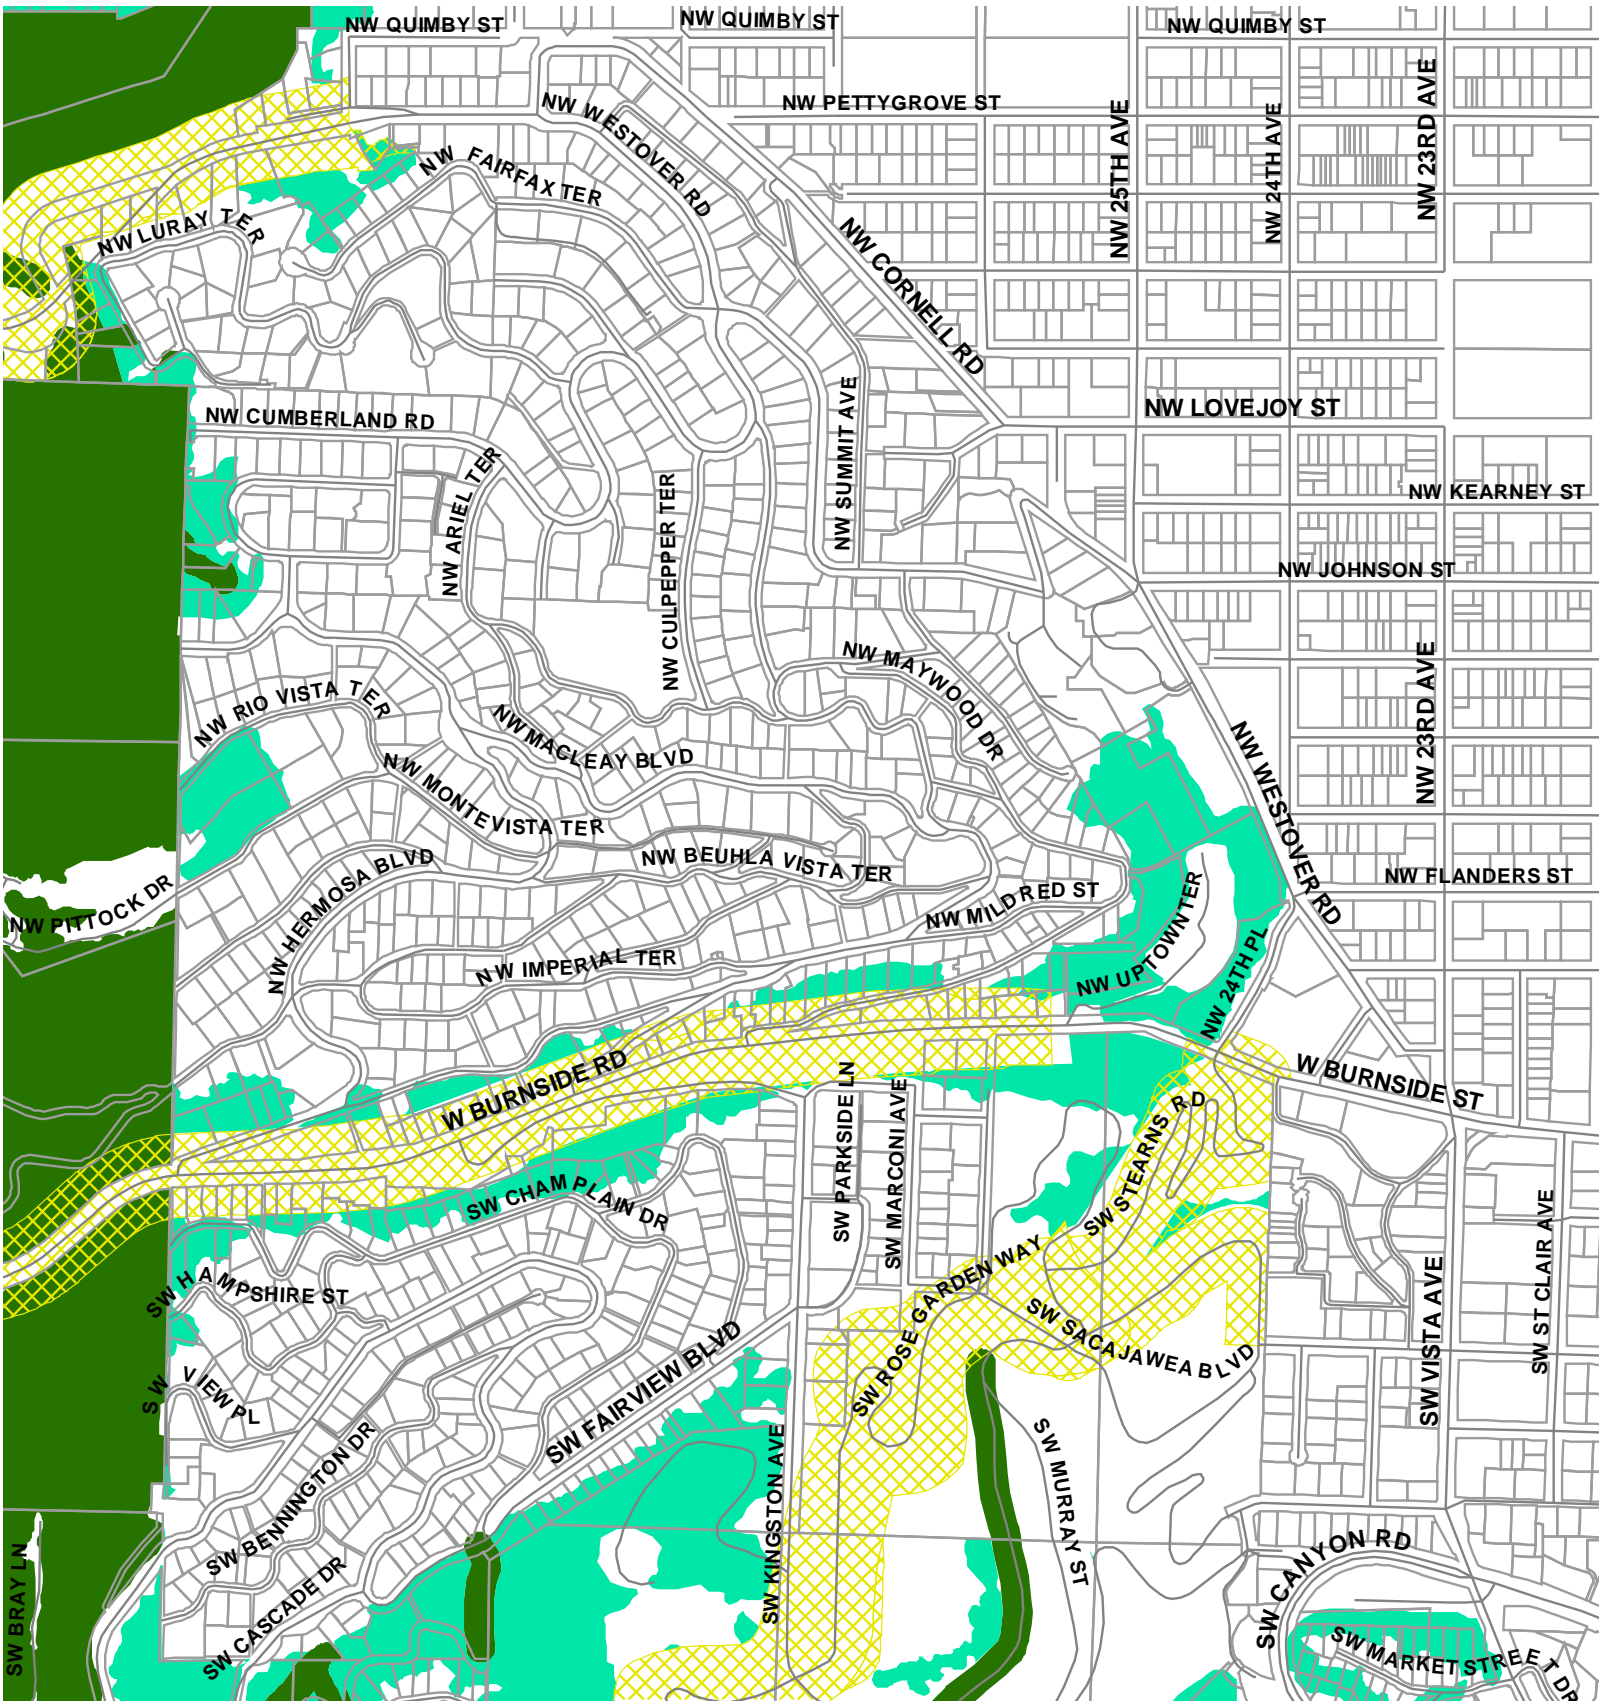 NW QUIMBY ST
NW QUIMBY ST
NW QUIMBY ST
NW PETTYGROVE ST
NW WESTOVER RD
NW FAIRFAX TER
NW 25TH AVE
NW 24TH AVE
NW 23RD AVE
NW LURAY TER
NW CORNELL RD
NW CUMBERLAND RD
NW SUMMIT AVE
NW LOVEJOY ST
NW ARIEL TER
NW CULPEPPER TER
NW KEARNEY ST
NW JOHNSON ST
NW MAYWOOD DR
NW 23RD AVE
NW RIO VISTA TER
NW MACLEAY BLVD
NW WESTOVER RD
NW MONTEVISTA TER
NW BEUHLA VISTA TER
NW HERMOSA BLVD
NW FLANDERS ST
NW PITTOCK DR
NW MILDRED ST
NW UPTOWN TER
NW IMPERIAL TER
NW 24TH PL
W BURNSIDE RD
W BURNSIDE ST
SW PARKSIDE LN
SW MARCONI AVE
SW STEARNS RD
SW CHAMPLAIN DR
SW HAMPSHIRE ST
SW ROSE GARDEN WAY
SW SACAJAWEA BLVD
SW VISTA AVE
SW ST CLAIR AVE
SW VIEW PL
SW FAIRVIEW BLVD
SW BENNINGTON DR
SW KINGSTON AVE
SW MURRAY ST
SW CANYON RD
SW BRAY LN
SW CASCADE DR
SW MARKET STREET DR